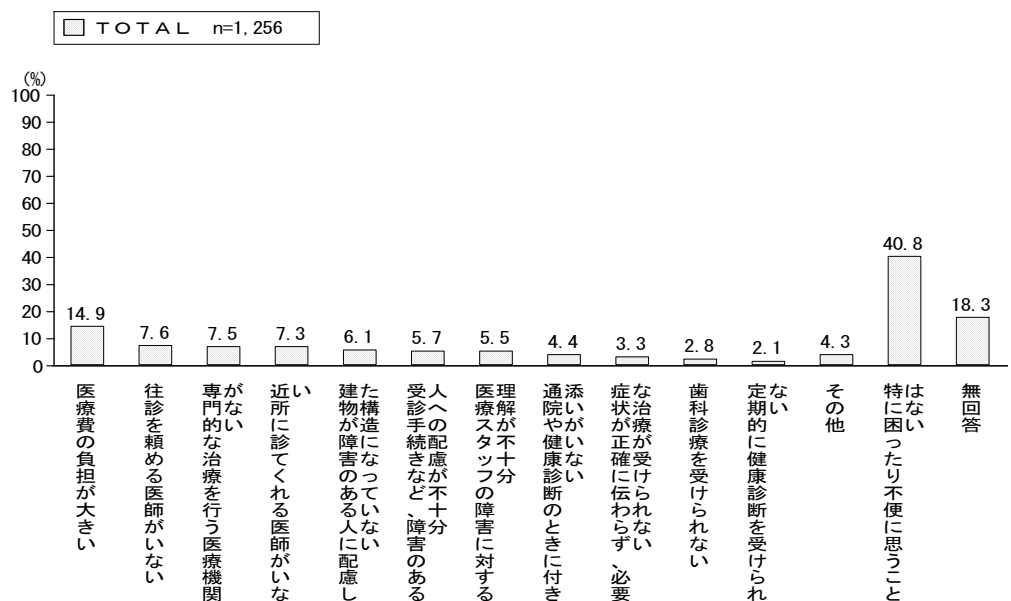 TOTAL n=1,256
(%)
100
90
80
70
60
50
40
30
20
10
0
14.9
7.6
7.5
7.3
6.1
5.7
5.5
4.4
3.3
2.8
2.1
4.3
40.8
18.3
医療費の負担が大きい
往診を頼める医師がいない
専門的な治療を行う医療機関
がない
近所に診てくれる医師がいな
い
建物が障害のある人に配慮し
た構造になっていない
受診手続きなど、障害のある
人への配慮が不十分
医療スタッフの障害に対する
理解が不十分
通院や健康診断のときに付き
添いがいない
症状が正確に伝わらず、必要
な治療が受けられない
歯科診療を受けられない
定期的に健康診断を受けられ
ない
その他
特に困ったり不便に思うこと
はない
無回答